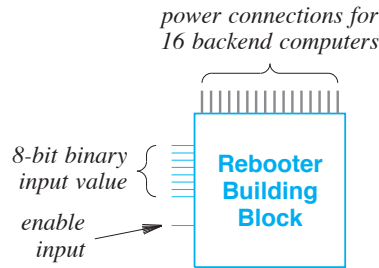 power connections for
16 backend computers
8-bit binary
input value
enable
input
Rebooter
Building
Block